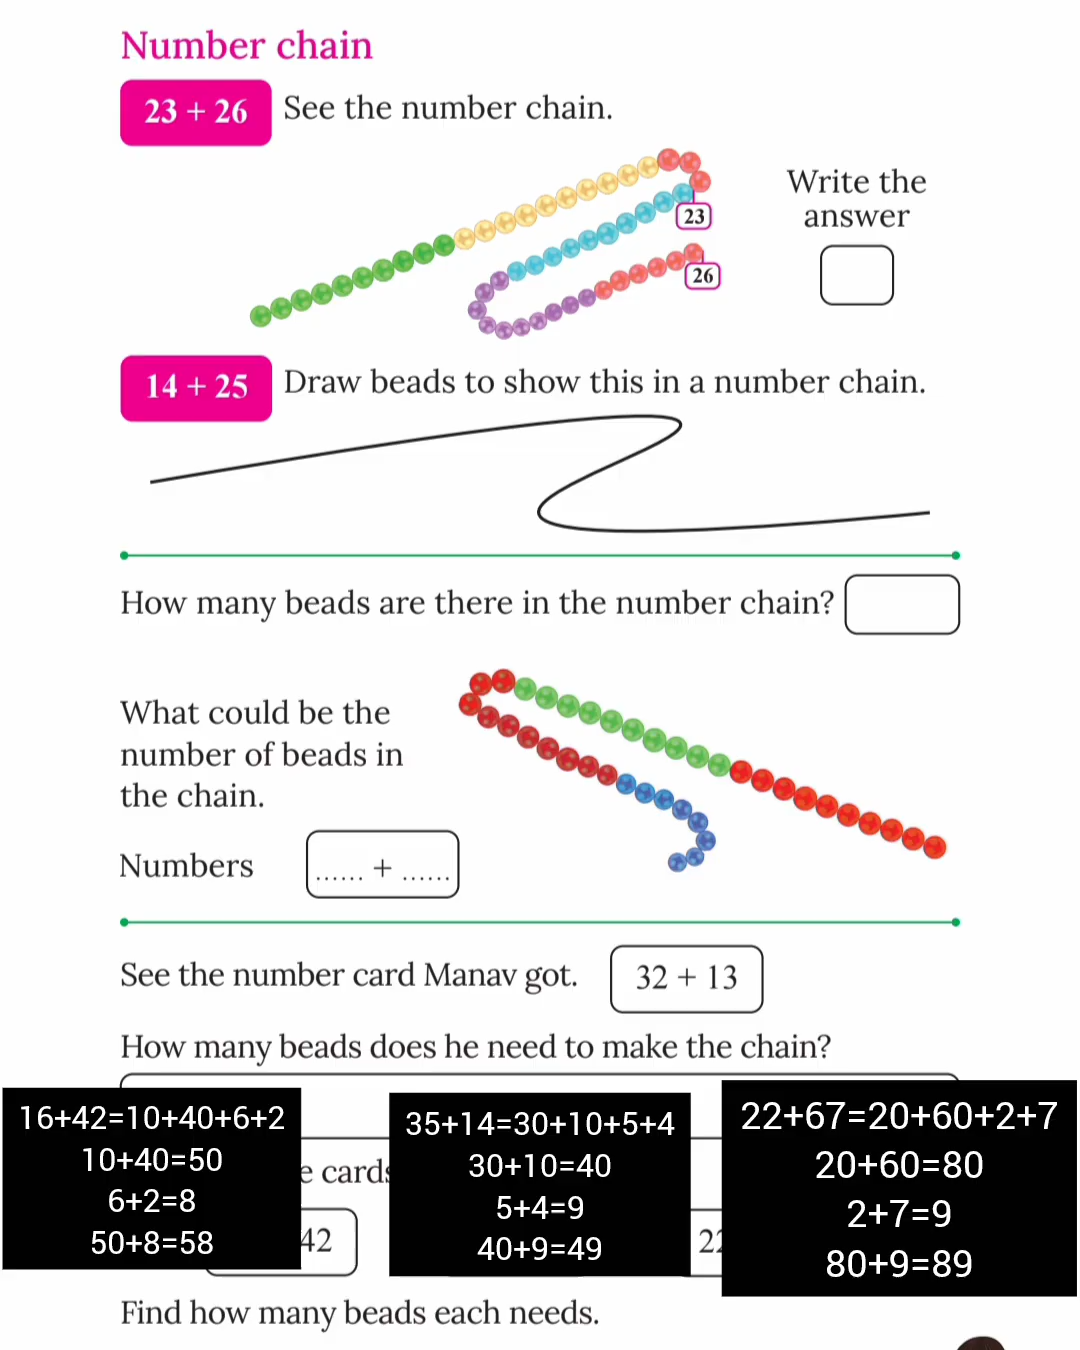 Number chain
23 + 26 See the number chain.
Write the
answer
23
26
14 + 25 Draw beads to show this in a number chain.
How many beads are there in the number chain?
What could be the
number of beads in
the chain.
Numbers ...... + ......
See the number card Manav got. 32 + 13
How many beads does he need to make the chain?
16+42=10+40+6+2
10+40=50
6+2=8
50+8=58
35+14=30+10+5+4
30+10=40
5+4=9
40+9=49
22+67=20+60+2+7
20+60=80
2+7=9
80+9=89
cards
42
Find how many beads each needs.